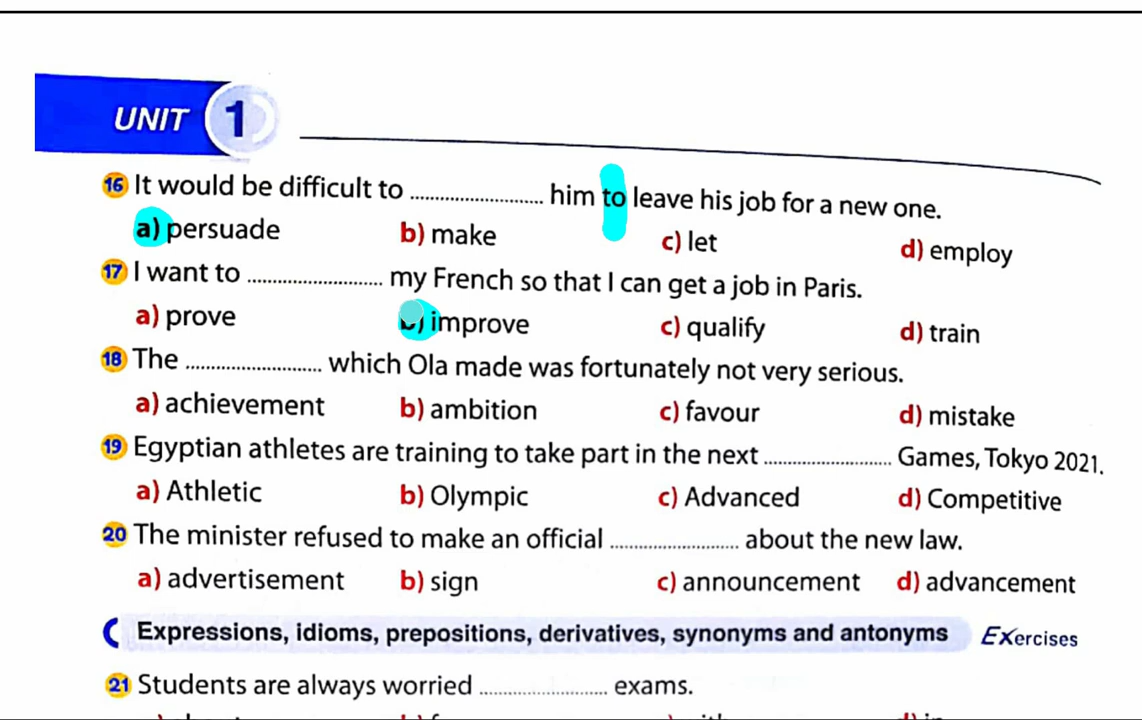 UNIT 1
16 It would be difficult to .......................... him to leave his job for a new one.
a) persuade b) make c) let d) employ
17 I want to .......................... my French so that I can get a job in Paris.
a) prove b) improve c) qualify d) train
18 The .......................... which Ola made was fortunately not very serious.
a) achievement b) ambition c) favour d) mistake
19 Egyptian athletes are training to take part in the next .......................... Games, Tokyo 2021.
a) Athletic b) Olympic c) Advanced d) Competitive
20 The minister refused to make an official .......................... about the new law.
a) advertisement b) sign c) announcement d) advancement
Expressions, idioms, prepositions, derivatives, synonyms and antonyms EXercises
21 Students are always worried .......................... exams.